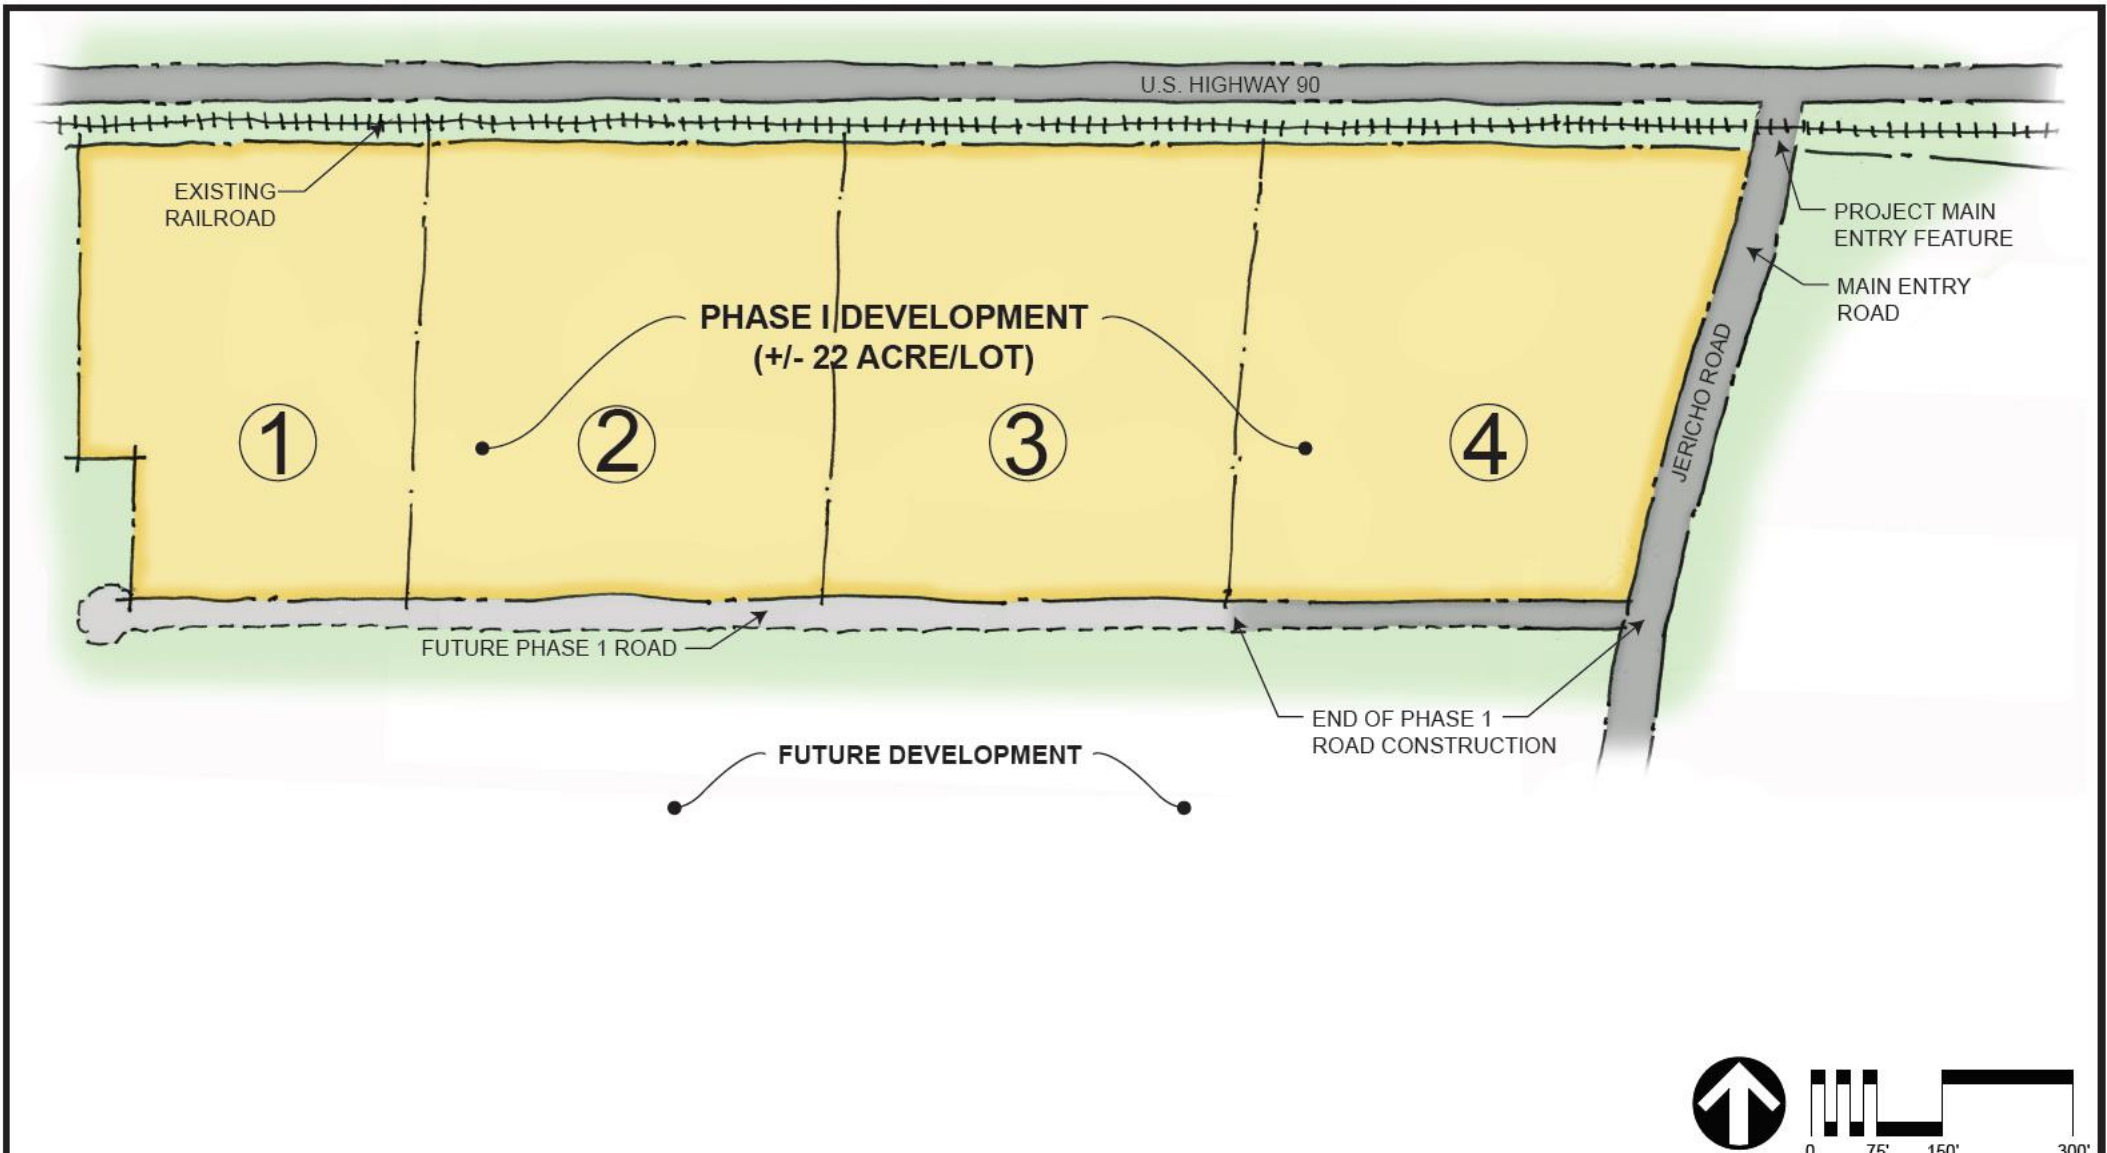 U.S. HIGHWAY 90
EXISTING
RAILROAD
PROJECT MAIN
ENTRY FEATURE
MAIN ENTRY
ROAD
PHASE I DEVELOPMENT
(+/- 22 ACRE/LOT)
JERICHO ROAD
1
2
3
4
FUTURE PHASE 1 ROAD
END OF PHASE 1
ROAD CONSTRUCTION
FUTURE DEVELOPMENT
0 75' 150' 300'